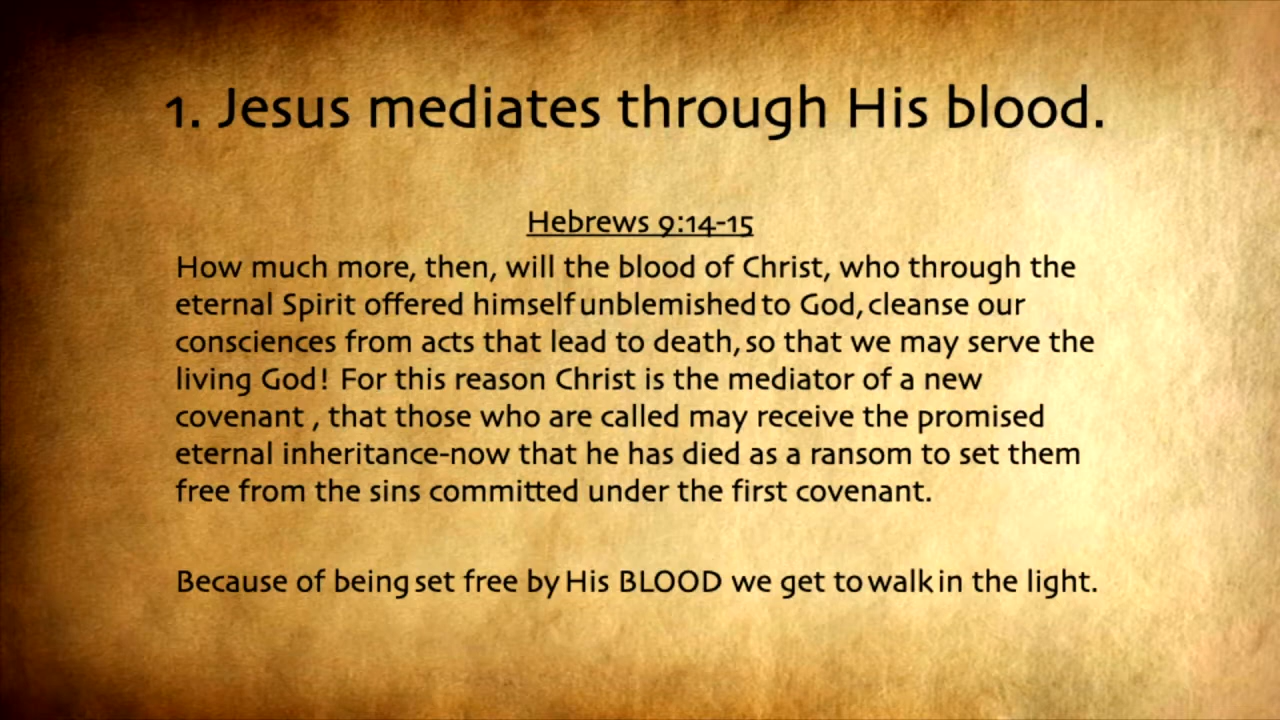 1. Jesus mediates through His blood.
Hebrews 9:14-15
How much more, then, will the blood of Christ, who through the
eternal Spirit offered himself unblemished to God, cleanse our
consciences from acts that lead to death, so that we may serve the
living God! For this reason Christ is the mediator of a new
covenant , that those who are called may receive the promised
eternal inheritance-now that he has died as a ransom to set them
free from the sins committed under the first covenant.
Because of being set free by His BLOOD we get to walk in the light.